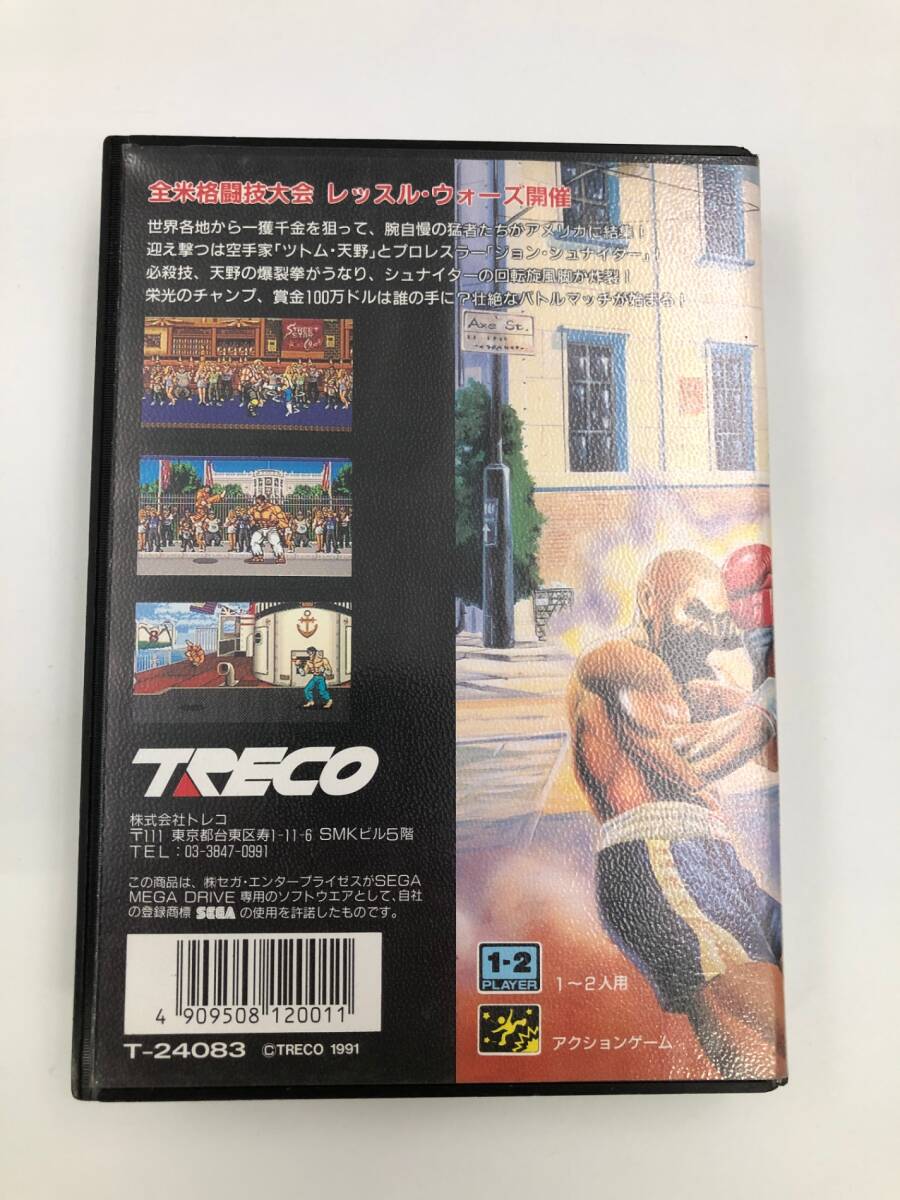 全米格闘技大会 レッスル・ウォーズ開催
世界各地から一獲千金を狙って、腕自慢の猛者たちがアメリカに結集！
迎え撃つは空手家「ツトム・天野」とプロレスラー「ジョン・シュナイダー」！
必殺技、天野の爆裂拳がうなり、シュナイターの回転旋風脚が炸裂！
栄光のチャンプ、賞金100万ドルは誰の手に？壮絶なバトルマッチが始まる！
Axe St.
TRECO
株式会社トレコ
〒111 東京都台東区寿1-11-6 SMKビル5階
TEL：03-3847-0991
この商品は、㈱セガ・エンタープライゼスがSEGA
MEGA DRIVE 専用のソフトウエアとして、自社
の登録商標 SEGA の使用を許諾したものです。
4 909508 120011
T-24083 ©TRECO 1991
1-2
PLAYER
1〜2人用
アクションゲーム